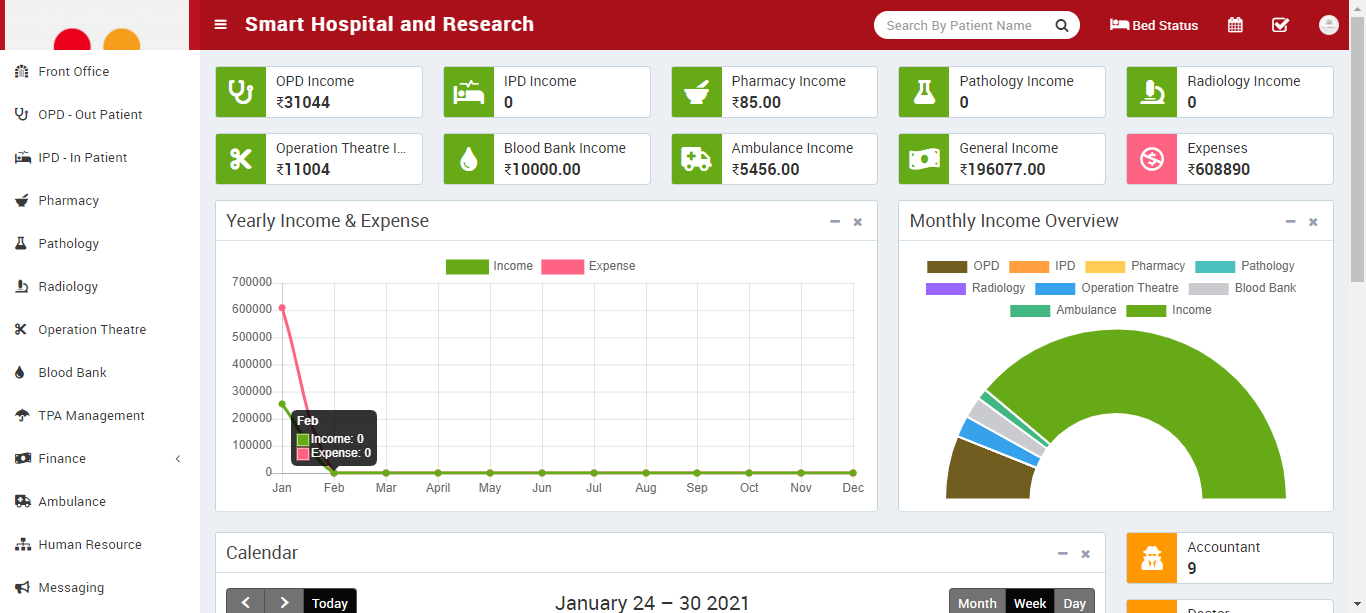 Smart Hospital and Research
Search By Patient Name
Bed Status
Front Office
OPD - Out Patient
IPD - In Patient
Pharmacy
Pathology
Radiology
Operation Theatre
Blood Bank
TPA Management
Finance
Ambulance
Human Resource
Messaging
OPD Income
₹31044
IPD Income
0
Pharmacy Income
₹85.00
Pathology Income
0
Radiology Income
0
Operation Theatre I...
₹11004
Blood Bank Income
₹10000.00
Ambulance Income
₹5456.00
General Income
₹196077.00
Expenses
₹608890
Yearly Income & Expense
Income Expense
700000
600000
500000
400000
300000
200000
100000
0
Feb
Income: 0
Expense: 0
Jan Feb Mar April May Jun Jul Aug Sep Oct Nov Dec
Monthly Income Overview
OPD IPD Pharmacy Pathology
Radiology Operation Theatre Blood Bank
Ambulance Income
Calendar
Today
January 24 – 30 2021
Month Week Day
Accountant
9